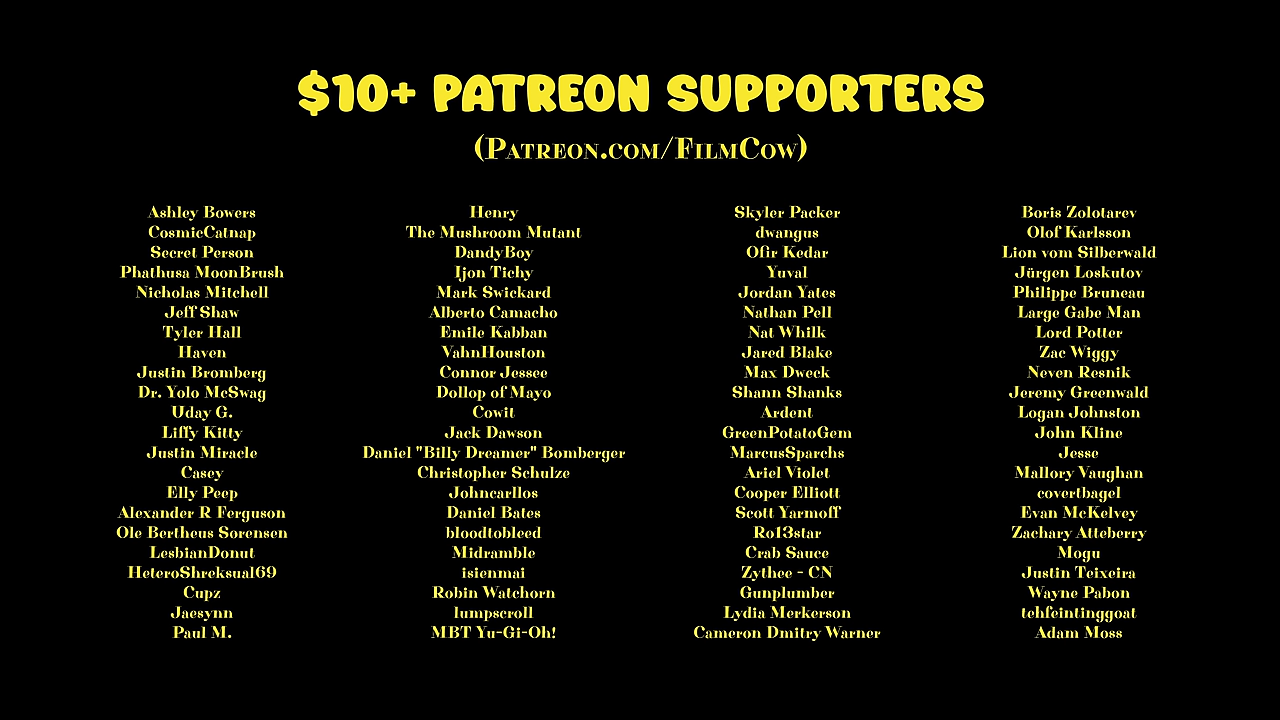 $10+ PATREON SUPPORTERS
(Patreon.com/FilmCow)
Ashley Bowers
CosmicCatnap
Secret Person
Phathusa MoonBrush
Nicholas Mitchell
Jeff Shaw
Tyler Hall
Haven
Justin Bromberg
Dr. Yolo McSwag
Uday G.
Liffy Kitty
Justin Miracle
Casey
Elly Peep
Alexander R Ferguson
Ole Bertheus Sorensen
LesbianDonut
HeteroShreksual69
Cupz
Jaesynn
Paul M.
Henry
The Mushroom Mutant
DandyBoy
Ijon Tichy
Mark Swickard
Alberto Camacho
Emile Kabban
VahnHouston
Connor Jessee
Dollop of Mayo
Cowit
Jack Dawson
Daniel "Billy Dreamer" Bomberger
Christopher Schulze
Johncarllos
Daniel Bates
bloodtobleed
Midramble
isienmai
Robin Watchorn
lumpscroll
MBT Yu-Gi-Oh!
Skyler Packer
dwangus
Ofir Kedar
Yuval
Jordan Yates
Nathan Pell
Nat Whilk
Jared Blake
Max Dweck
Shann Shanks
Ardent
GreenPotatoGem
MarcusSparchs
Ariel Violet
Cooper Elliott
Scott Yarmoff
Ro13star
Crab Sauce
Zythee - CN
Gunplumber
Lydia Merkerson
Cameron Dmitry Warner
Boris Zolotarev
Olof Karlsson
Lion vom Silberwald
Jürgen Loskutov
Philippe Bruneau
Large Gabe Man
Lord Potter
Zac Wiggy
Neven Resnik
Jeremy Greenwald
Logan Johnston
John Kline
Jesse
Mallory Vaughan
covertbagel
Evan McKelvey
Zachary Atteberry
Mogu
Justin Teixeira
Wayne Pabon
tehfeintinggoat
Adam Moss